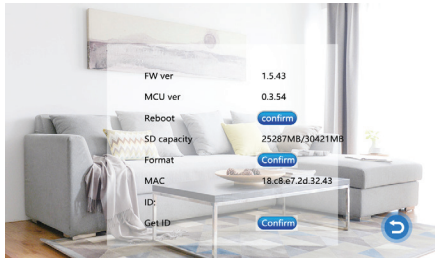 FW ver 1.5.43
MCU ver 0.3.54
Reboot confirm
SD capacity 25287MB/30421MB
Format Confirm
MAC 18.c8.e7.2d.32.43
ID:
Get ID Confirm